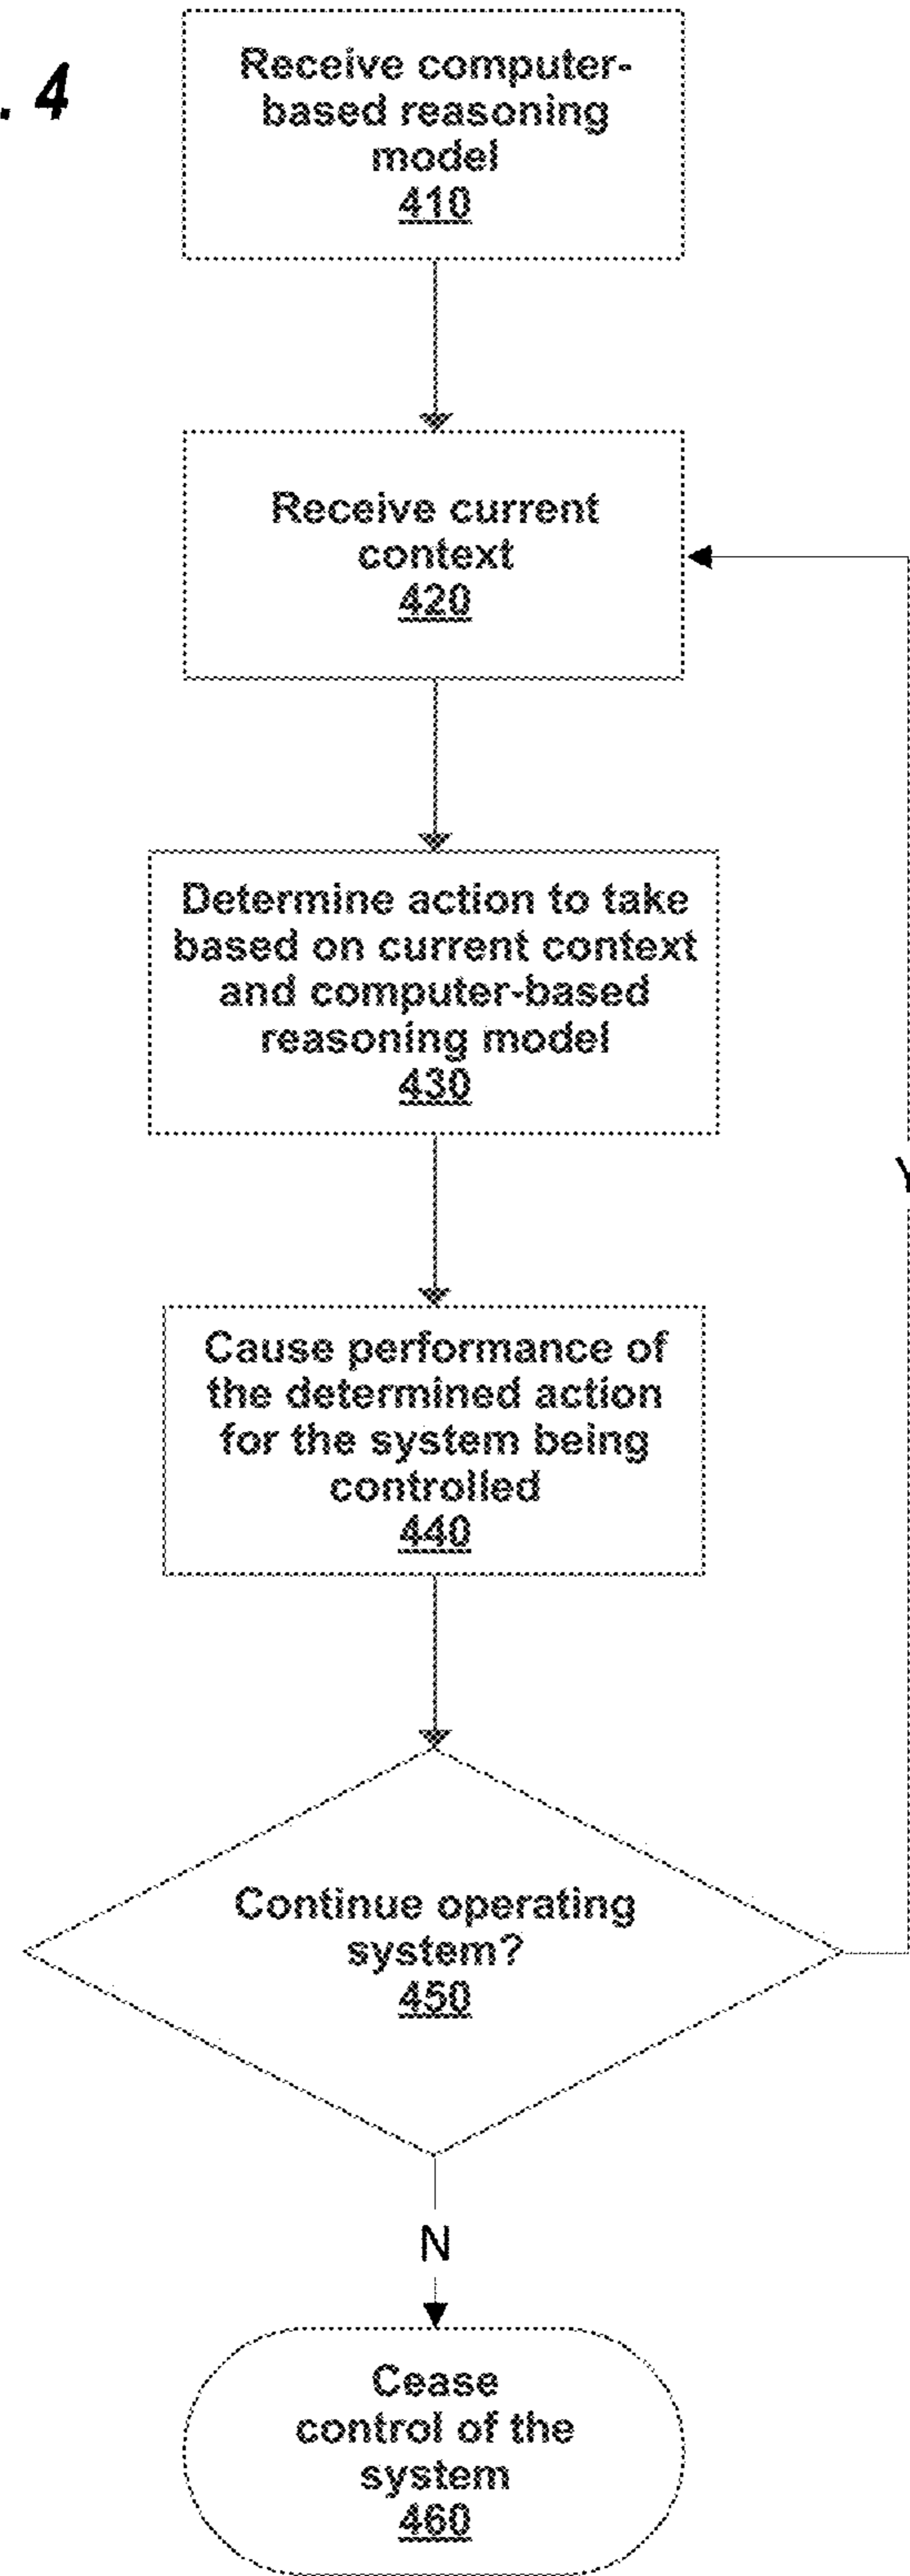 . 4
Receive computer-
based reasoning
model
410
Receive current
context
420
Determine action to take
based on current context
and computer-based
reasoning model
430
Y
Cause performance of
the determined action
for the system being
controlled
440
Continue operating
system?
450
N
Cease
control of the
system
460